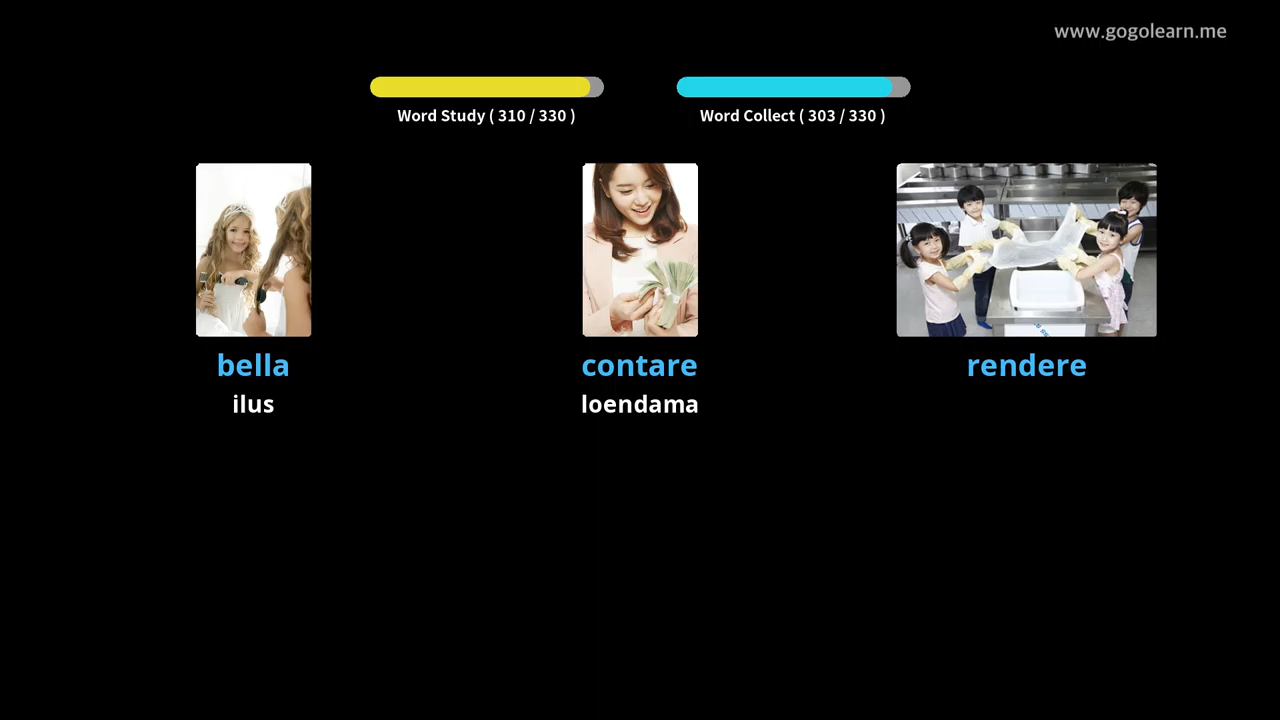 www.gogolearn.me
Word Study ( 310 / 330 )
Word Collect ( 303 / 330 )
bella
contare
rendere
ilus
loendama